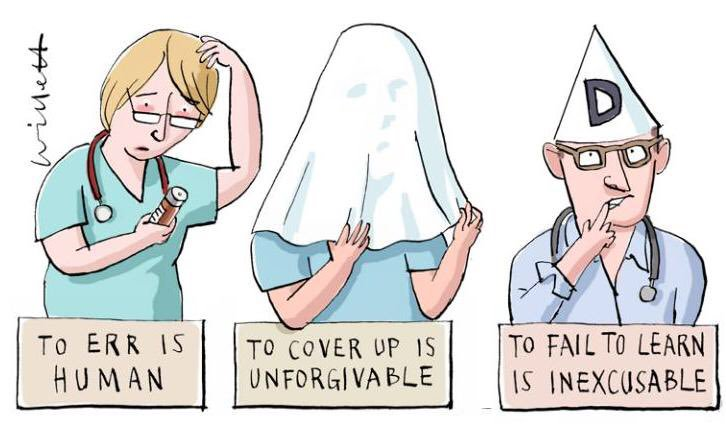 Willett
D
TO ERR IS
HUMAN
TO COVER UP IS
UNFORGIVABLE
TO FAIL TO LEARN
IS INEXCUSABLE